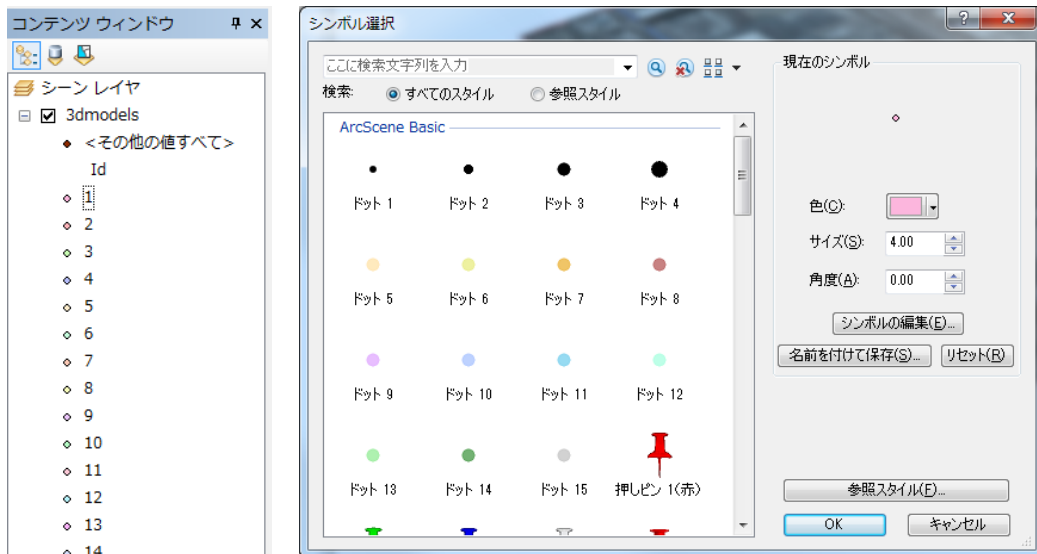 コンテンツ ウィンドウ
シーン レイヤ
3dmodels
<その他の値すべて>
Id
1
2
3
4
5
6
7
8
9
10
11
12
13
14
シンボル選択
ここに検索文字列を入力
検索: すべてのスタイル 参照スタイル
ArcScene Basic
ドット 1 ドット 2 ドット 3 ドット 4
ドット 5 ドット 6 ドット 7 ドット 8
ドット 9 ドット 10 ドット 11 ドット 12
ドット 13 ドット 14 ドット 15 押しピン 1(赤)
現在のシンボル
色(C):
サイズ(S): 4.00
角度(A): 0.00
シンボルの編集(E)...
名前を付けて保存(S)... リセット(R)
参照スタイル(F)...
OK キャンセル